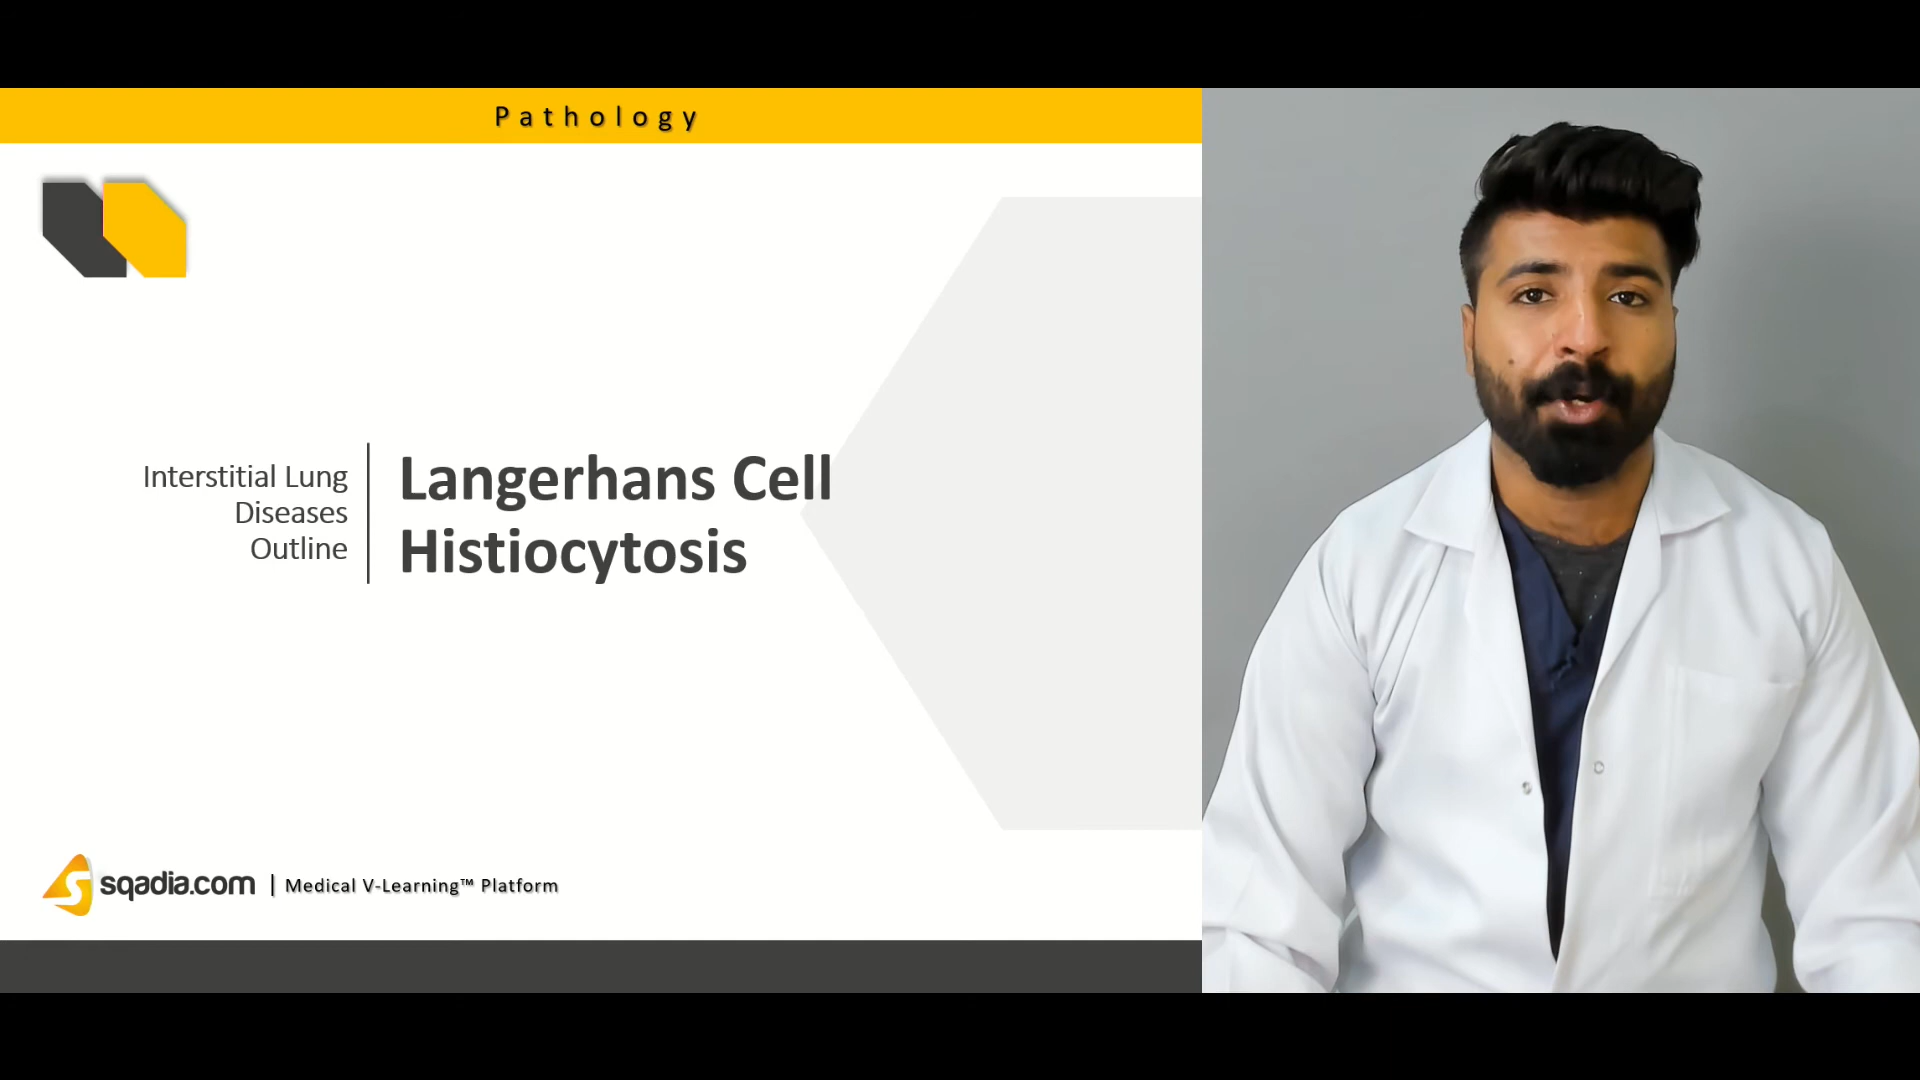 Pathology
Interstitial Lung
Diseases
Outline
Langerhans Cell
Histiocytosis
sqadia.com | Medical V-Learning™ Platform